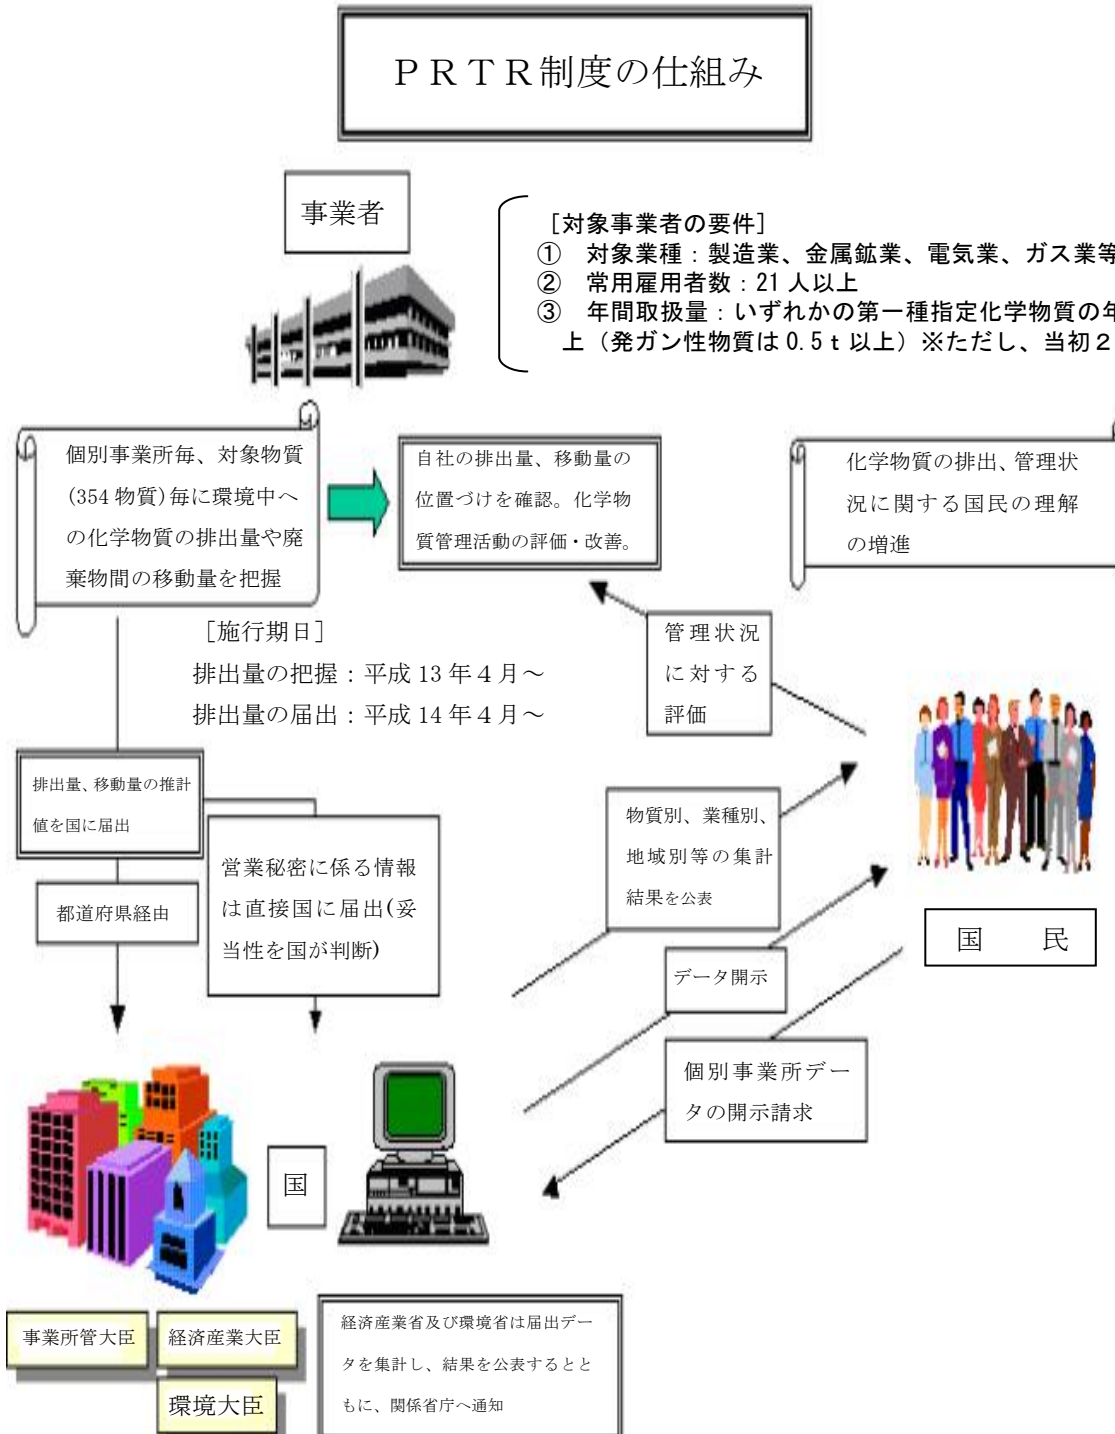 ＰＲＴＲ制度の仕組み
事業者
［対象事業者の要件］
①　対象業種：製造業、金属鉱業、電気業、ガス業等
②　常用雇用者数：21 人以上
③　年間取扱量：いずれかの第一種指定化学物質の年
上（発ガン性物質は 0.5ｔ以上）※ただし、当初２
個別事業所毎、対象物質
(354 物質)毎に環境中へ
の化学物質の排出量や廃
棄物間の移動量を把握
自社の排出量、移動量の
位置づけを確認。化学物
質管理活動の評価・改善。
化学物質の排出、管理状
況に関する国民の理解
の増進
［施行期日］
排出量の把握：平成 13 年４月～
排出量の届出：平成 14 年４月～
管理状況
に対する
評価
排出量、移動量の推計
値を国に届出
都道府県経由
営業秘密に係る情報
は直接国に届出(妥
当性を国が判断)
物質別、業種別、
地域別等の集計
結果を公表
データ開示
国　民
個別事業所デー
タの開示請求
国
事業所管大臣
経済産業大臣
環境大臣
経済産業省及び環境省は届出デー
タを集計し、結果を公表するとと
もに、関係省庁へ通知